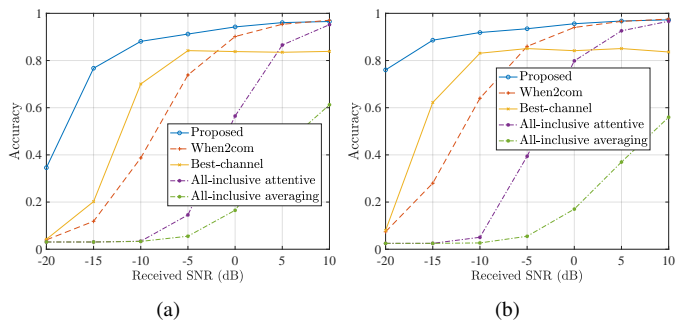 1
0.8
0.6
0.4
0.2
0
Accuracy
-20 -15 -10 -5 0 5 10
Received SNR (dB)
Proposed
When2com
Best-channel
All-inclusive attentive
All-inclusive averaging
(a)
1
0.8
0.6
0.4
0.2
0
Accuracy
-20 -15 -10 -5 0 5 10
Received SNR (dB)
Proposed
When2com
Best-channel
All-inclusive attentive
All-inclusive averaging
(b)